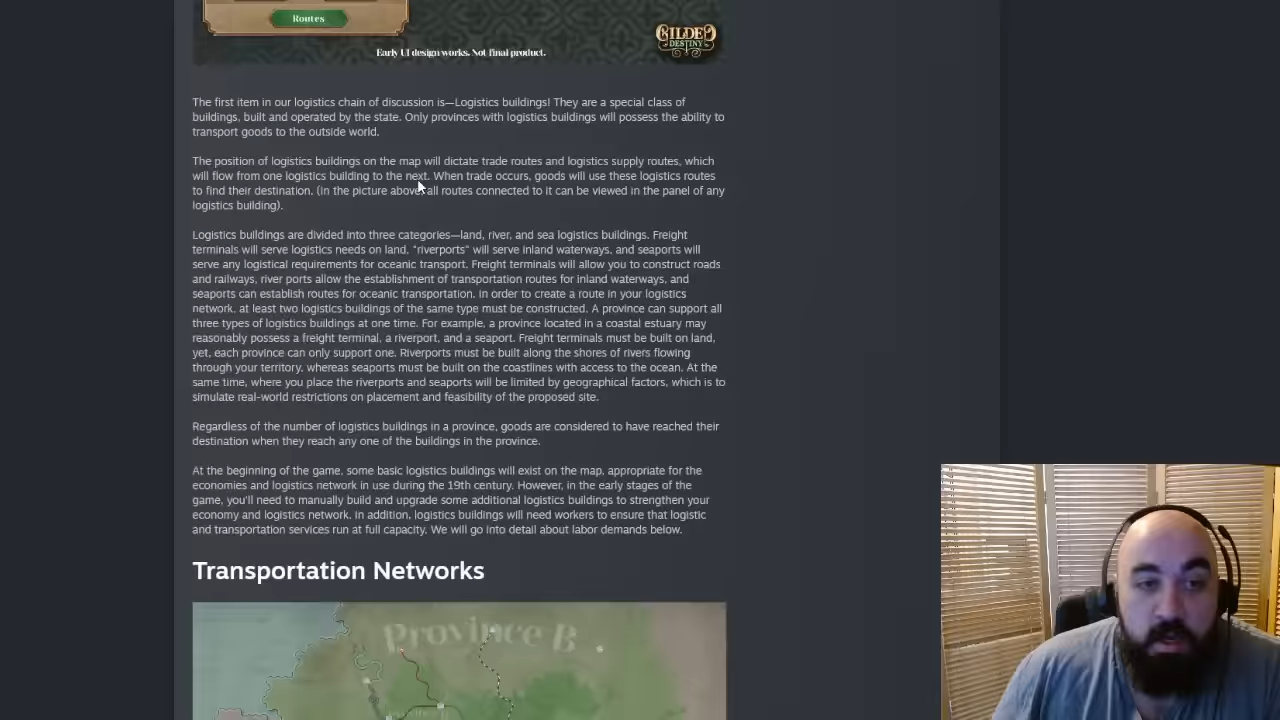 Routes
Early UI design works. Not final product.
GILDED
DESTINY
The first item in our logistics chain of discussion is—Logistics buildings! They are a special class of
buildings, built and operated by the state. Only provinces with logistics buildings will possess the ability to
transport goods to the outside world.
The position of logistics buildings on the map will dictate trade routes and logistics supply routes, which
will flow from one logistics building to the next. When trade occurs, goods will use these logistics routes
to find their destination. (In the picture above, all routes connected to it can be viewed in the panel of any
logistics building).
Logistics buildings are divided into three categories—land, river, and sea logistics buildings. Freight
terminals will serve logistics needs on land, "riverports" will serve inland waterways, and seaports will
serve any logistical requirements for oceanic transport. Freight terminals will allow you to construct roads
and railways, river ports allow the establishment of transportation routes for inland waterways, and
seaports can establish routes for oceanic transportation. In order to create a route in your logistics
network, at least two logistics buildings of the same type must be constructed. A province can support all
three types of logistics buildings at one time. For example, a province located in a coastal estuary may
reasonably possess a freight terminal, a riverport, and a seaport. Freight terminals must be built on land,
yet, each province can only support one. Riverports must be built along the shores of rivers flowing
through your territory, whereas seaports must be built on the coastlines with access to the ocean. At the
same time, where you place the riverports and seaports will be limited by geographical factors, which is to
simulate real-world restrictions on placement and feasibility of the proposed site.
Regardless of the number of logistics buildings in a province, goods are considered to have reached their
destination when they reach any one of the buildings in the province.
At the beginning of the game, some basic logistics buildings will exist on the map, appropriate for the
economies and logistics network in use during the 19th century. However, in the early stages of the
game, you'll need to manually build and upgrade some additional logistics buildings to strengthen your
economy and logistics network. In addition, logistics buildings will need workers to ensure that logistic
and transportation services run at full capacity. We will go into detail about labor demands below.
Transportation Networks
Province B